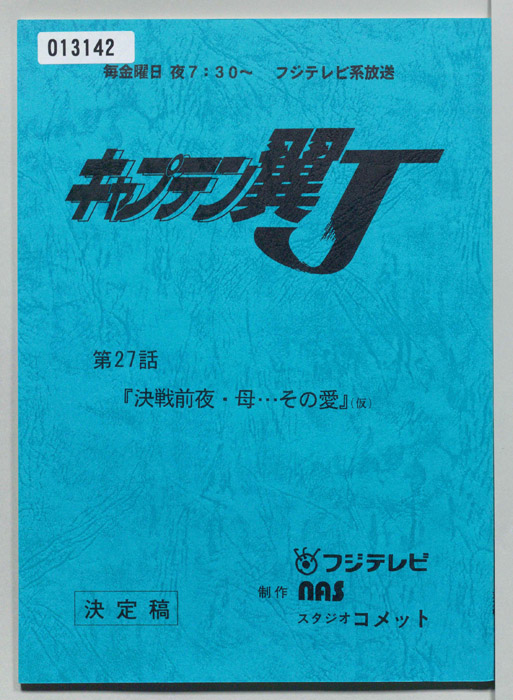 013142
毎金曜日 夜7:30〜 フジテレビ系放送
キャプテン翼J
第27話
『決戦前夜・母…その愛』(仮)
フジテレビ
制作 NAS
スタジオコメット
決定稿